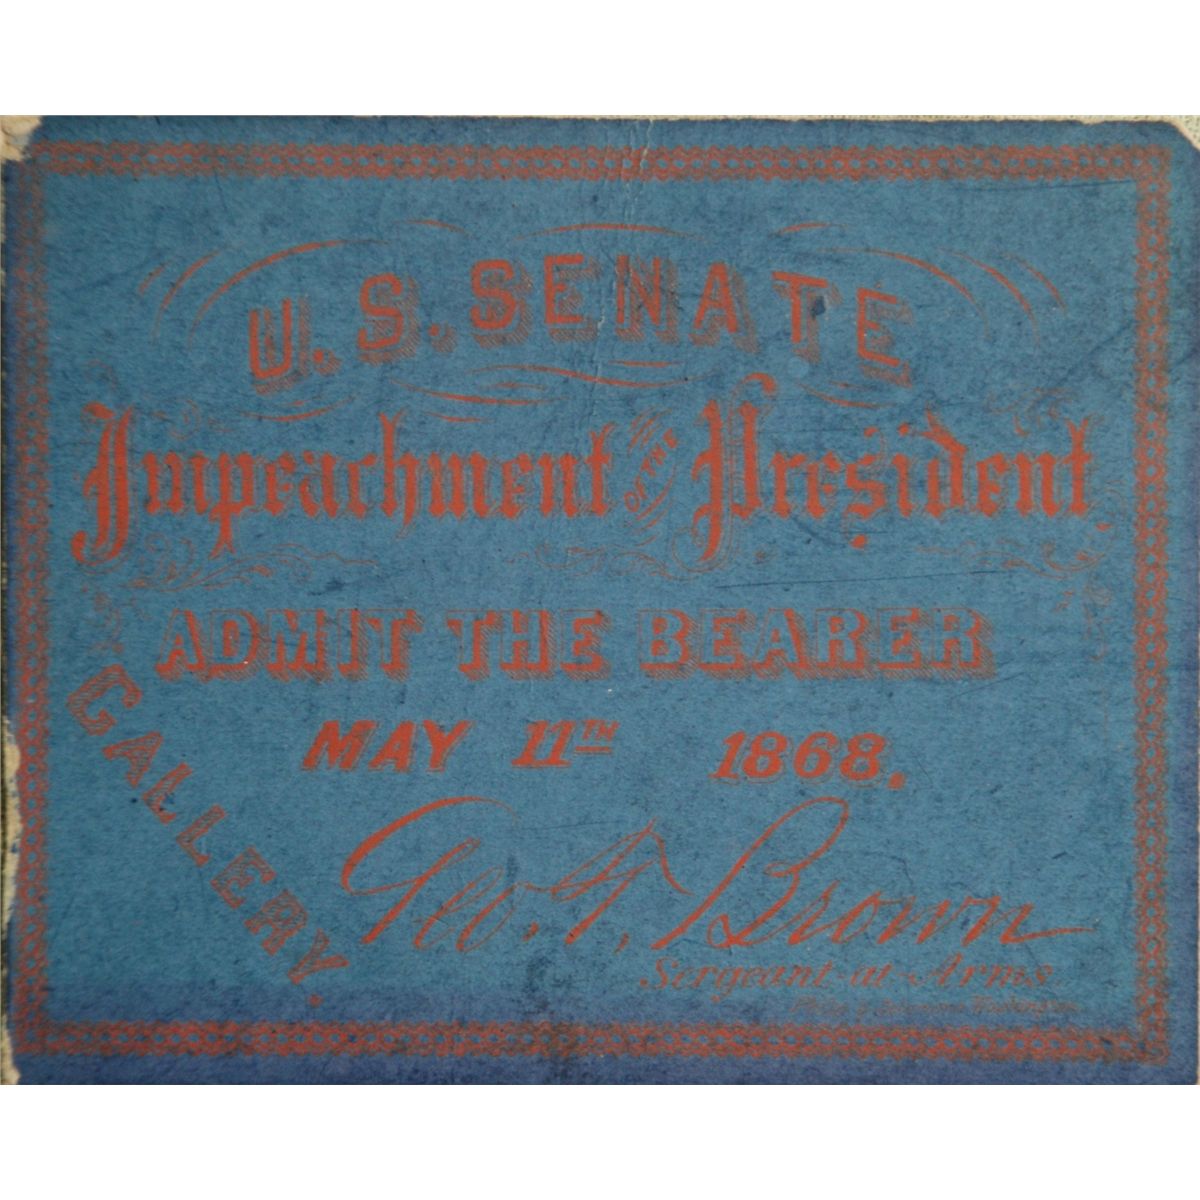 U. S. SENATE
Impeachment OF THE President.
ADMIT THE BEARER
MAY 11TH 1868.
GALLERY.
Geo. T. Brown
Sergeant-at-Arms.